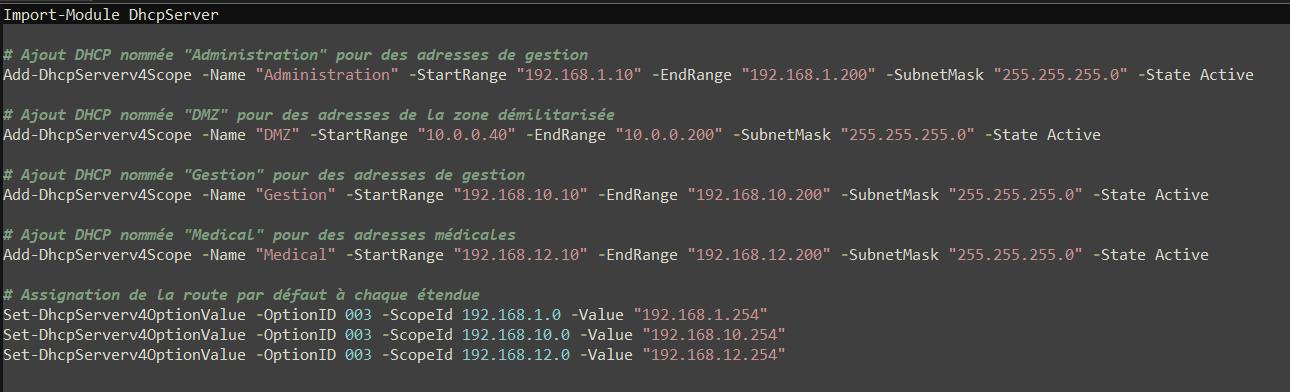 Import-Module DhcpServer
# Ajout DHCP nommée "Administration" pour des adresses de gestion
Add-DhcpServerv4Scope -Name "Administration" -StartRange "192.168.1.10" -EndRange "192.168.1.200" -SubnetMask "255.255.255.0" -State Active
# Ajout DHCP nommée "DMZ" pour des adresses de la zone démilitarisée
Add-DhcpServerv4Scope -Name "DMZ" -StartRange "10.0.0.40" -EndRange "10.0.0.200" -SubnetMask "255.255.255.0" -State Active
# Ajout DHCP nommée "Gestion" pour des adresses de gestion
Add-DhcpServerv4Scope -Name "Gestion" -StartRange "192.168.10.10" -EndRange "192.168.10.200" -SubnetMask "255.255.255.0" -State Active
# Ajout DHCP nommée "Medical" pour des adresses médicales
Add-DhcpServerv4Scope -Name "Medical" -StartRange "192.168.12.10" -EndRange "192.168.12.200" -SubnetMask "255.255.255.0" -State Active
# Assignation de la route par défaut à chaque étendue
Set-DhcpServerv4OptionValue -OptionID 003 -ScopeId 192.168.1.0 -Value "192.168.1.254"
Set-DhcpServerv4OptionValue -OptionID 003 -ScopeId 192.168.10.0 -Value "192.168.10.254"
Set-DhcpServerv4OptionValue -OptionID 003 -ScopeId 192.168.12.0 -Value "192.168.12.254"